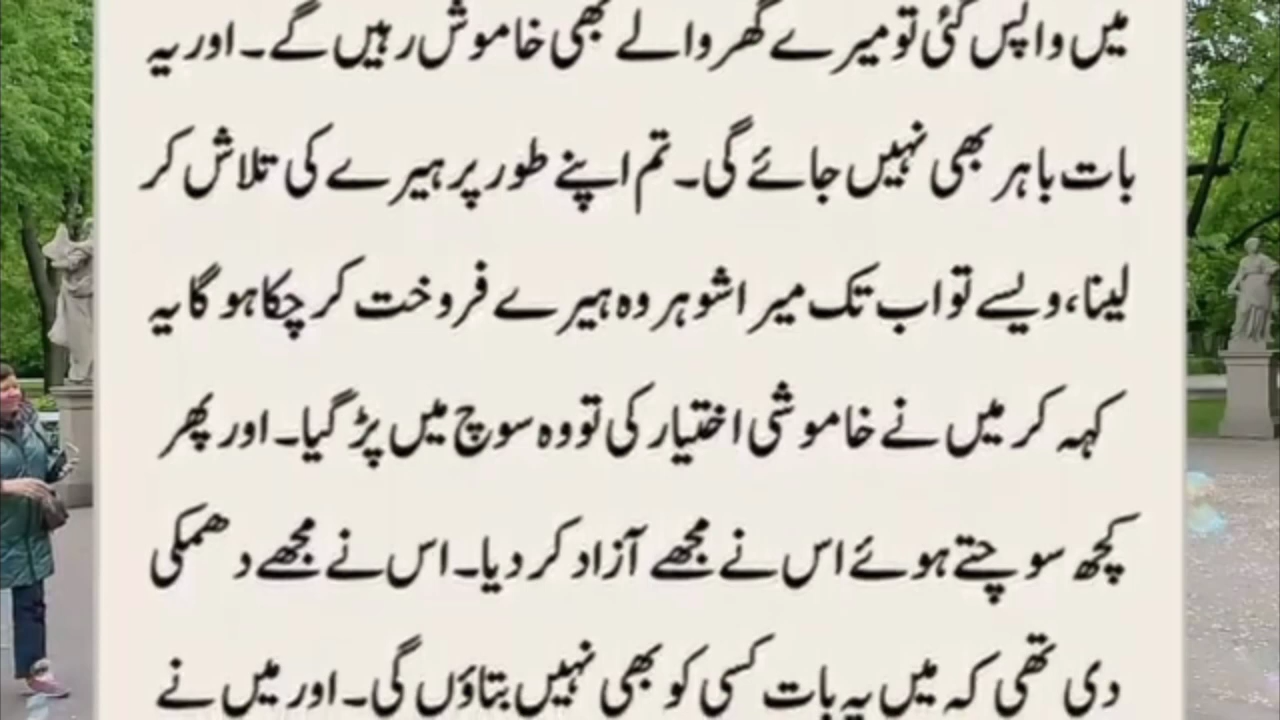 میں واپس گئی تو میرے گھر والے بھی خاموش رہیں گے۔ اور یہ
بات باہر بھی نہیں جائے گی۔ تم اپنے طور پر ہیرے کی تلاش کر
لینا، ویسے تو اب تک میرا شوہر وہ ہیرے فروخت کر چکا ہو گا یہ
کہہ کر میں نے خاموشی اختیار کی تو وہ سوچ میں پڑ گیا۔ اور پھر
کچھ سوچتے ہوئے اس نے مجھے آزاد کر دیا۔ اس نے مجھے دھمکی
دی تھی کہ میں یہ بات کسی کو بھی نہیں بتاؤں گی۔ اور میں نے